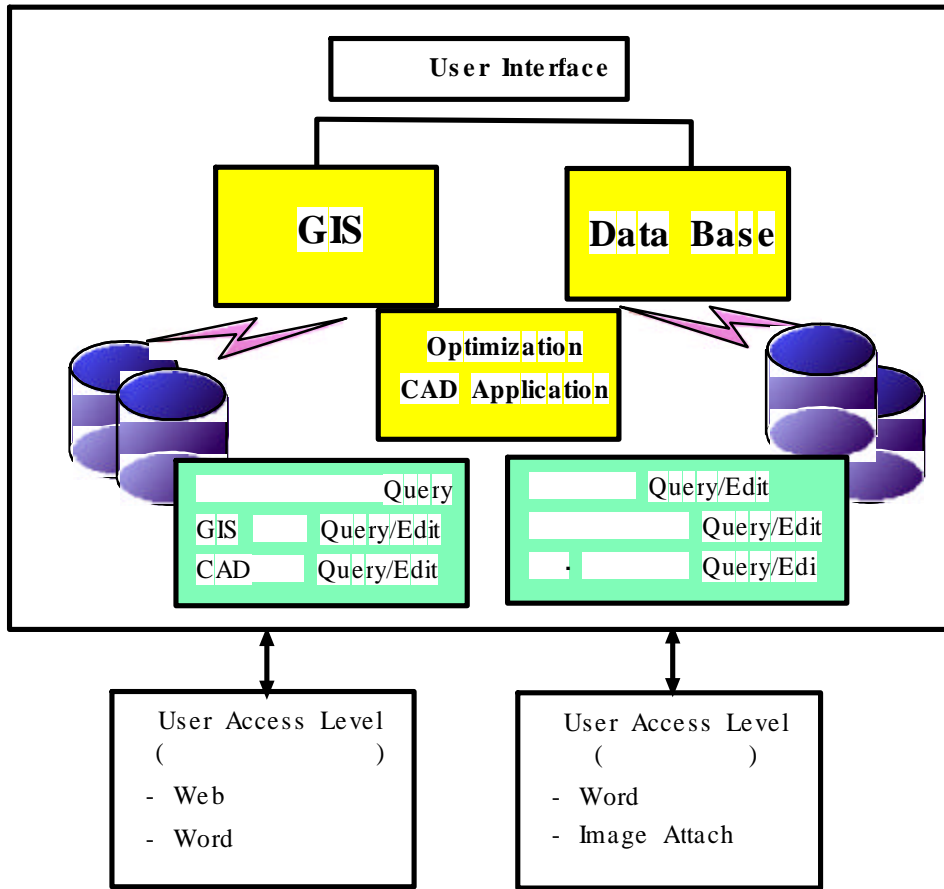 User Interface
GIS
Data Base
Optimization
CAD Application
Query
GIS Query/Edit
CAD Query/Edit
Query/Edit
Query/Edit
· Query/Edi
User Access Level
( )
- Web
- Word
User Access Level
( )
- Word
- Image Attach